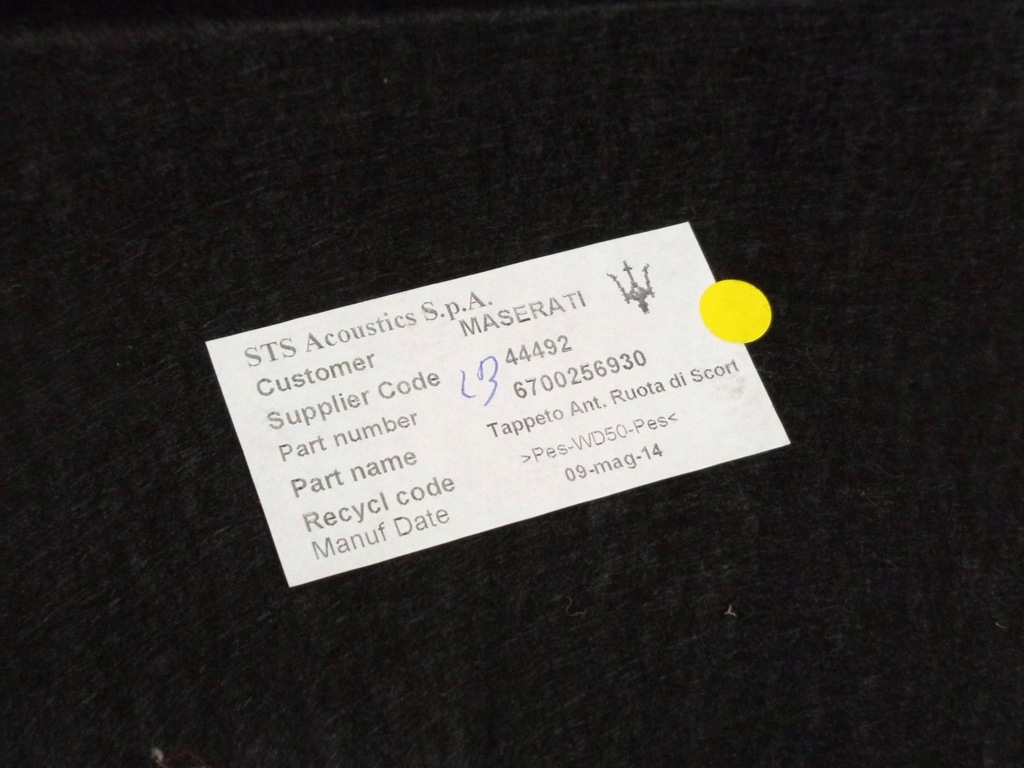 STS Acoustics S.p.A.
Customer MASERATI
Supplier Code 44492
Part number 6700256930
Part name Tappeto Ant. Ruota di Scort
Recycl code >Pes-WD50-Pes<
Manuf Date 09-mag-14